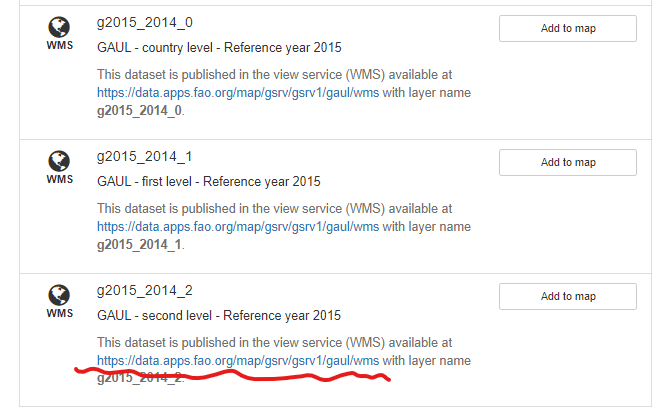 g2015_2014_0
Add to map
WMS
GAUL - country level - Reference year 2015
This dataset is published in the view service (WMS) available at
https://data.apps.fao.org/map/gsrv/gsrv1/gaul/wms with layer name
g2015_2014_0.
g2015_2014_1
Add to map
WMS
GAUL - first level - Reference year 2015
This dataset is published in the view service (WMS) available at
https://data.apps.fao.org/map/gsrv/gsrv1/gaul/wms with layer name
g2015_2014_1.
g2015_2014_2
Add to map
WMS
GAUL - second level - Reference year 2015
This dataset is published in the view service (WMS) available at
https://data.apps.fao.org/map/gsrv/gsrv1/gaul/wms with layer name
g2015_2014_2.